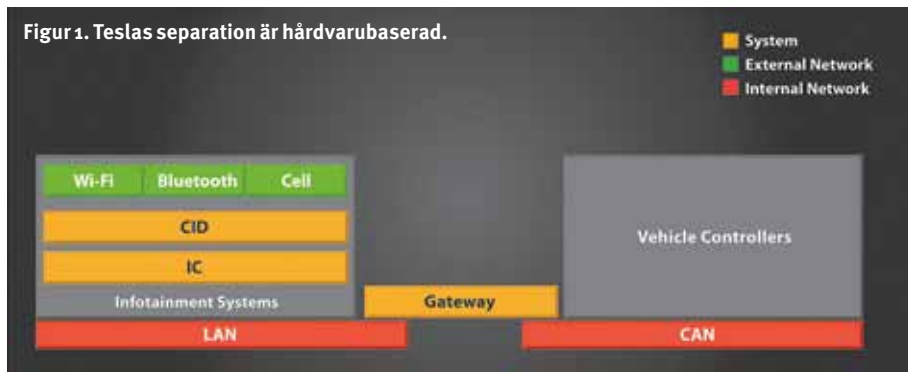 Figur 1. Teslas separation är hårdvarubaserad.
System
External Network
Internal Network
Wi-Fi Bluetooth Cell
CID
IC
Infotainment Systems
Vehicle Controllers
Gateway
LAN
CAN